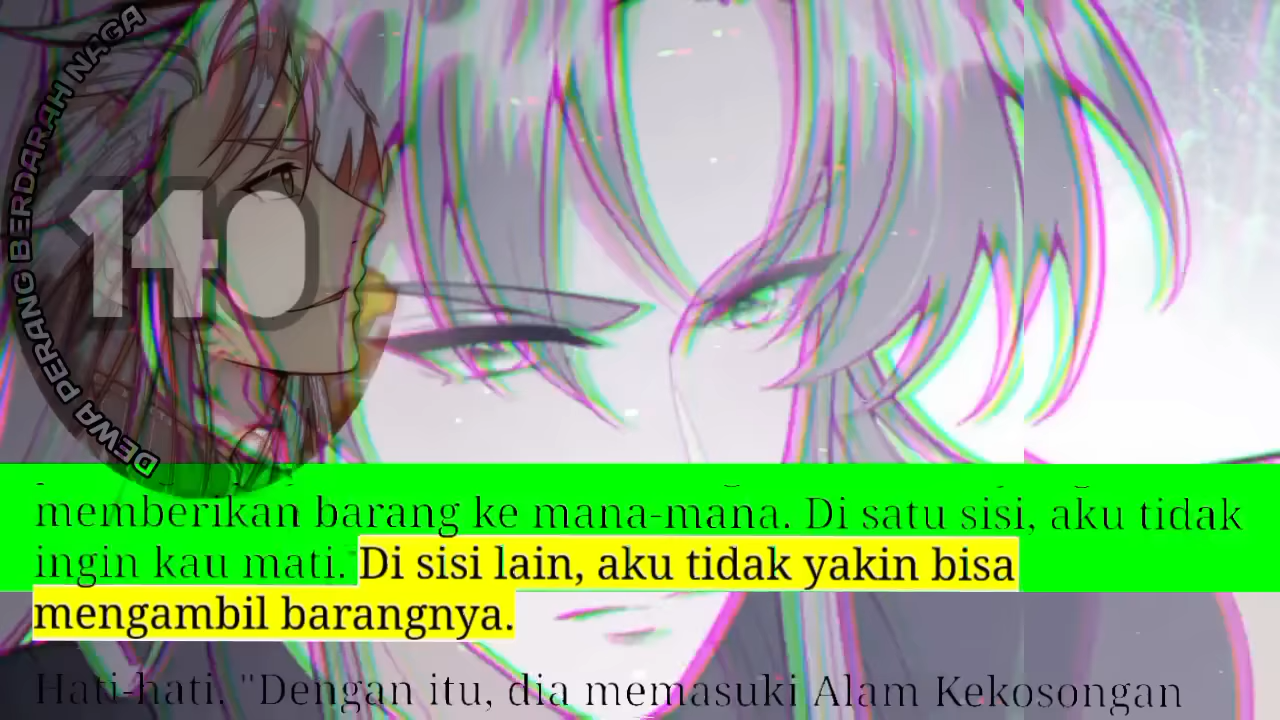 DEWA PERANG BERDARAH NAGA
110
memberikan barang ke mana-mana. Di satu sisi, aku tidak
ingin kau mati. Di sisi lain, aku tidak yakin bisa
mengambil barangnya.
Hati-hati. "Dengan itu, dia memasuki Alam Kekosongan